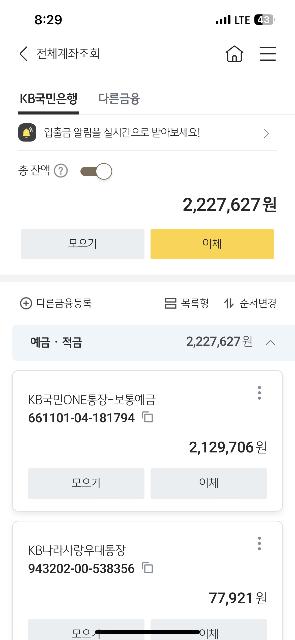 8:29
LTE 43
전체계좌조회
KB국민은행 다른금융
입출금 알림을 실시간으로 받아보세요!
총 잔액 ?
2,227,627원
모으기 이체
다른금융등록 목록형 순서변경
예금 · 적금 2,227,627 원
KB국민ONE통장-보통예금
661101-04-181794
2,129,706 원
모으기 이체
KB나라사랑우대통장
943202-00-538356
77,921 원
모으기 이체